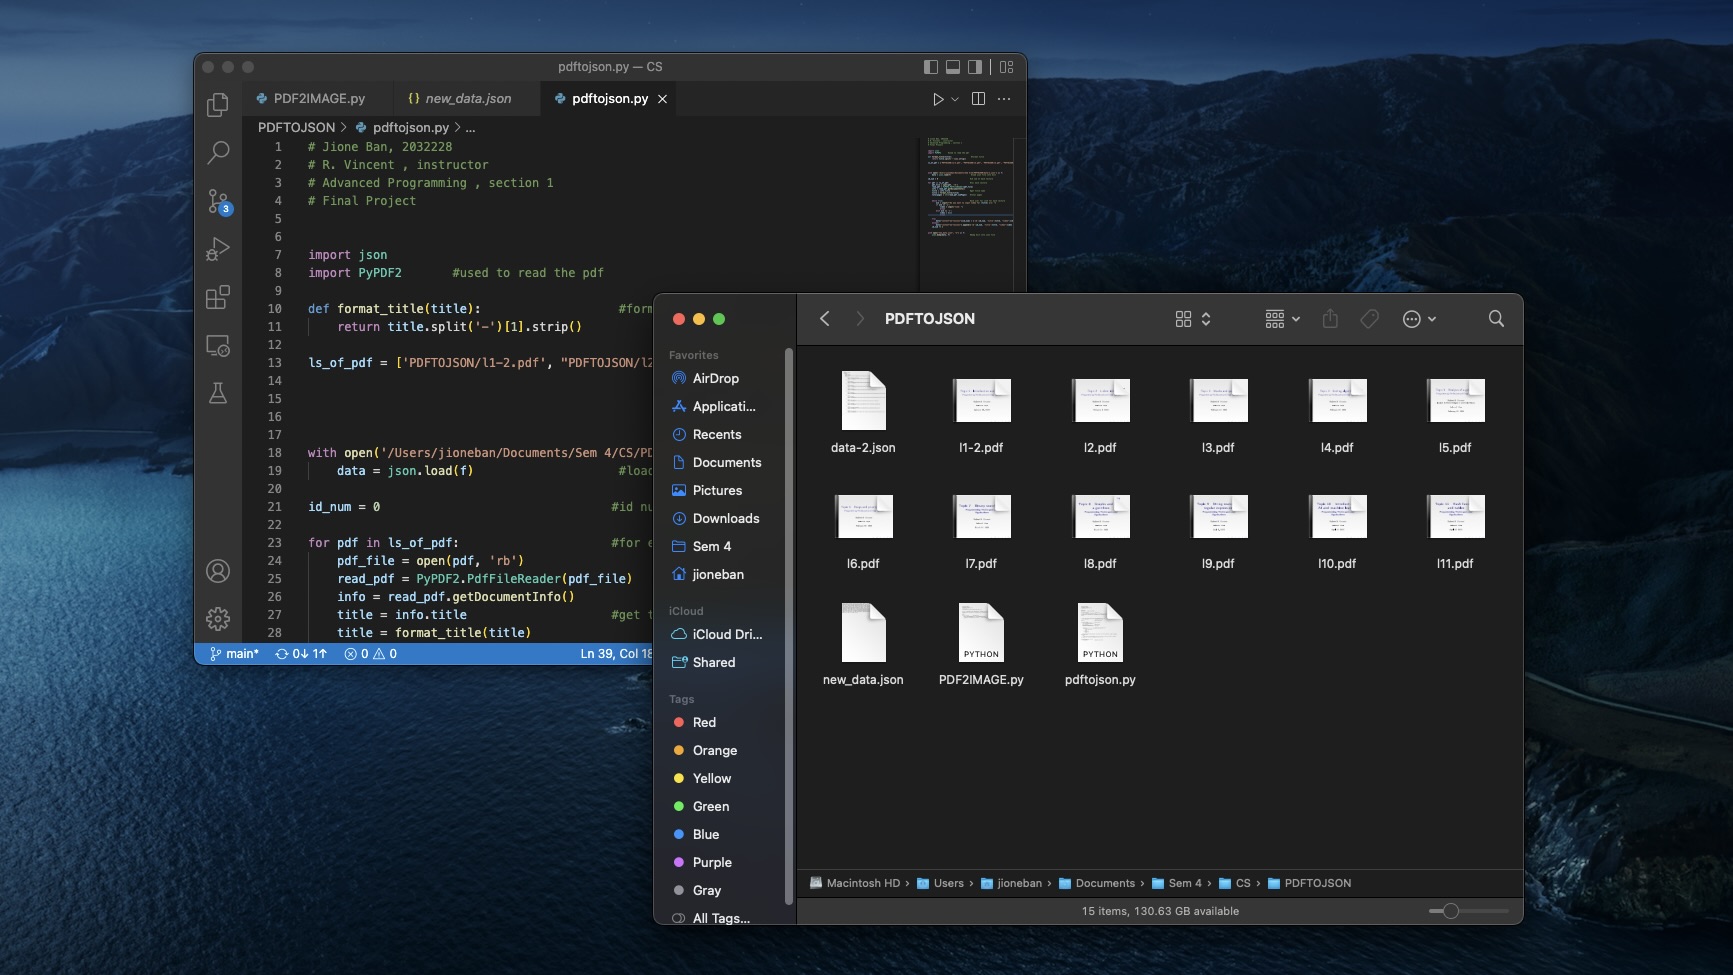 pdftojson.py — CS
PDF2IMAGE.py
{} new_data.json
pdftojson.py
PDFTOJSON > pdftojson.py > ...
1 # Jione Ban, 2032228
2 # R. Vincent , instructor
3 # Advanced Programming , section 1
4 # Final Project
5
6
7 import json
8 import PyPDF2 #used to read the pdf
9
10 def format_title(title): #form
11 return title.split('-')[1].strip()
12
13 ls_of_pdf = ['PDFTOJSON/l1-2.pdf', "PDFTOJSON/l2
14
15
16
17
18 with open('/Users/jioneban/Documents/Sem 4/CS/PD
19 data = json.load(f) #load
20
21 id_num = 0 #id nu
22
23 for pdf in ls_of_pdf: #for e
24 pdf_file = open(pdf, 'rb')
25 read_pdf = PyPDF2.PdfFileReader(pdf_file)
26 info = read_pdf.getDocumentInfo()
27 title = info.title #get t
28 title = format_title(title)
3
main* 0↓ 1↑ 0 0 Ln 39, Col 18
PDFTOJSON
Favorites
AirDrop
Applicati...
Recents
Documents
Pictures
Downloads
Sem 4
jioneban
iCloud
iCloud Dri...
Shared
Tags
Red
Orange
Yellow
Green
Blue
Purple
Gray
All Tags...
data-2.json l1-2.pdf l2.pdf l3.pdf l4.pdf l5.pdf
l6.pdf l7.pdf l8.pdf l9.pdf l10.pdf l11.pdf
PYTHON PYTHON
new_data.json PDF2IMAGE.py pdftojson.py
Macintosh HD › Users › jioneban › Documents › Sem 4 › CS › PDFTOJSON
15 items, 130.63 GB available